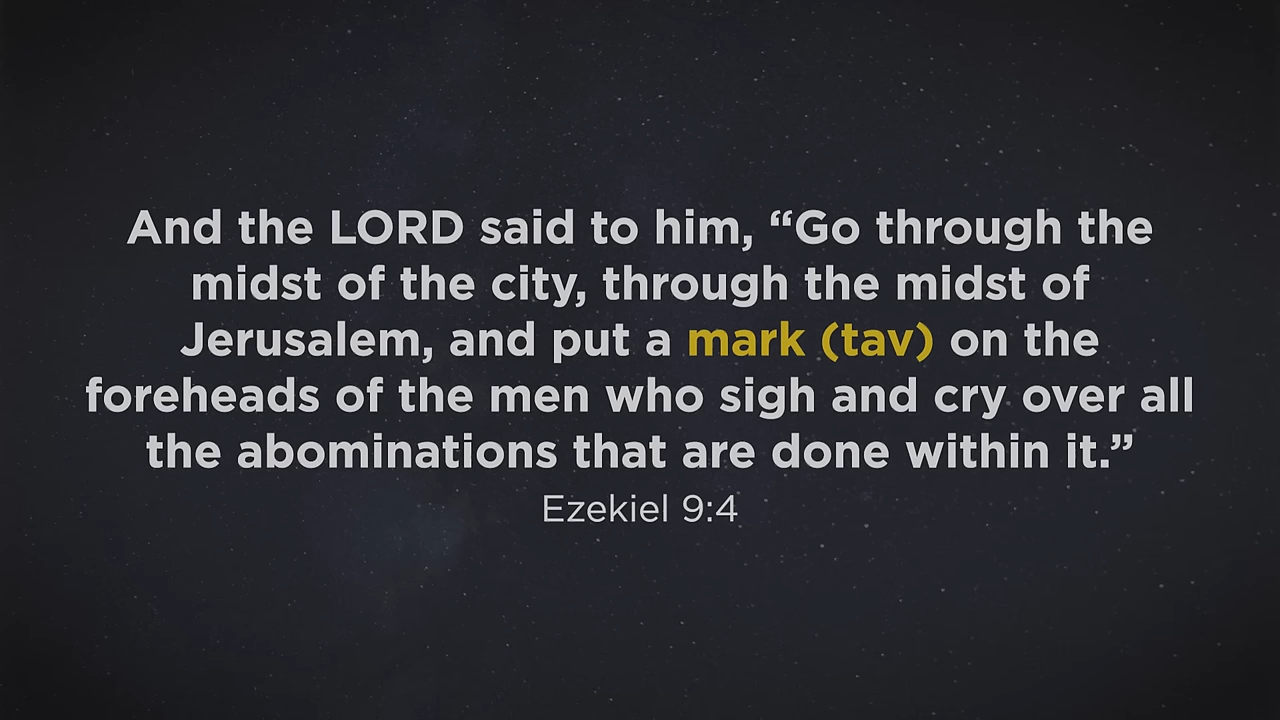 And the LORD said to him, “Go through the
midst of the city, through the midst of
Jerusalem, and put a mark (tav) on the
foreheads of the men who sigh and cry over all
the abominations that are done within it.”
Ezekiel 9:4